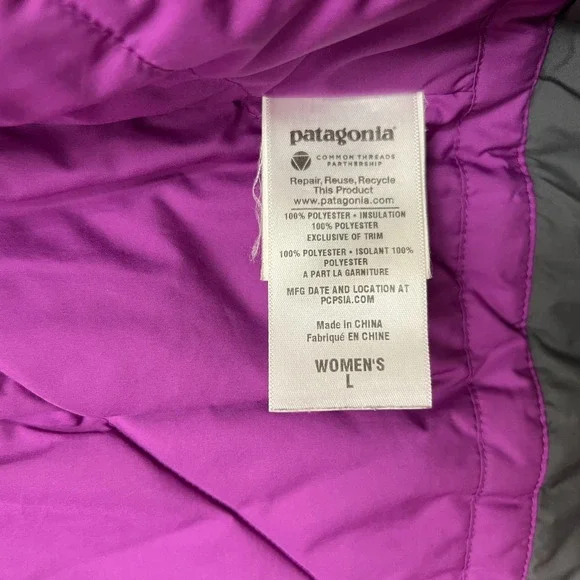 patagonia®
COMMON THREADS
PARTNERSHIP
Repair, Reuse, Recycle
This Product
www.patagonia.com
100% POLYESTER • INSULATION
100% POLYESTER
EXCLUSIVE OF TRIM
100% POLYESTER • ISOLANT 100%
POLYESTER
A PART LA GARNITURE
MFG DATE AND LOCATION AT
PCPSIA.COM
Made in CHINA
Fabriqué EN CHINE
WOMEN'S
L